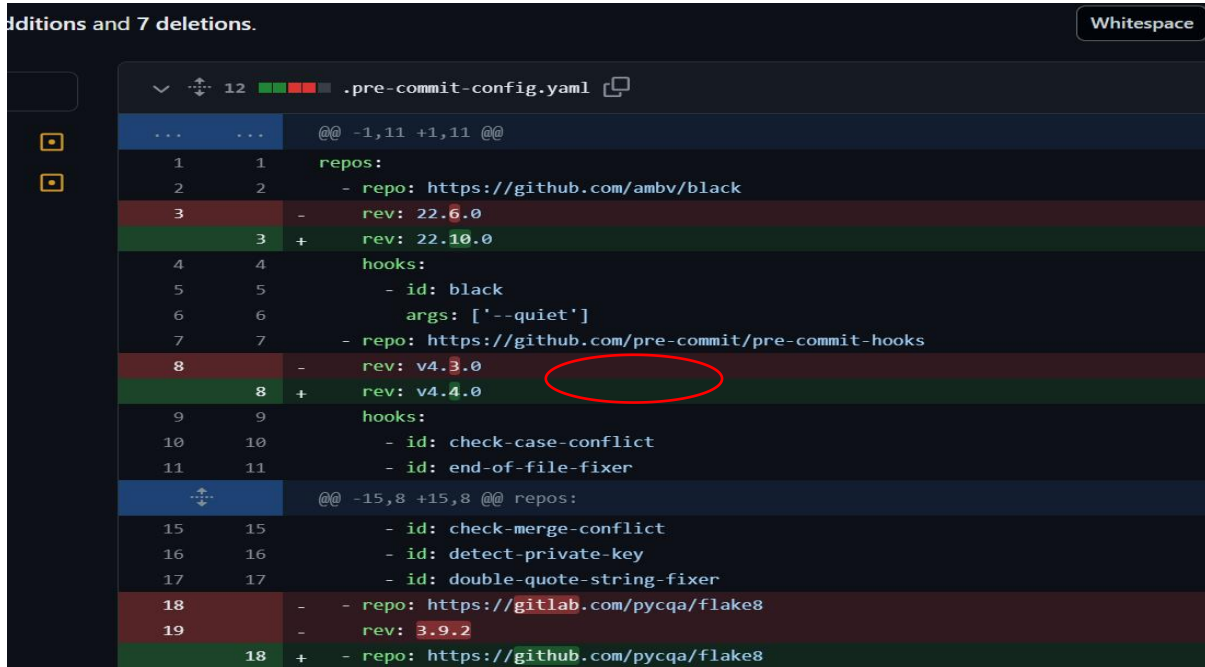 dditions and 7 deletions.
Whitespace
12 .pre-commit-config.yaml
... ... @@ -1,11 +1,11 @@
1 1 repos:
2 2 - repo: https://github.com/ambv/black
3 - rev: 22.6.0
3 + rev: 22.10.0
4 4 hooks:
5 5 - id: black
6 6 args: ['--quiet']
7 7 - repo: https://github.com/pre-commit/pre-commit-hooks
8 - rev: v4.3.0
8 + rev: v4.4.0
9 9 hooks:
10 10 - id: check-case-conflict
11 11 - id: end-of-file-fixer
@@ -15,8 +15,8 @@ repos:
15 15 - id: check-merge-conflict
16 16 - id: detect-private-key
17 17 - id: double-quote-string-fixer
18 - - repo: https://gitlab.com/pycqa/flake8
19 - rev: 3.9.2
18 + - repo: https://github.com/pycqa/flake8